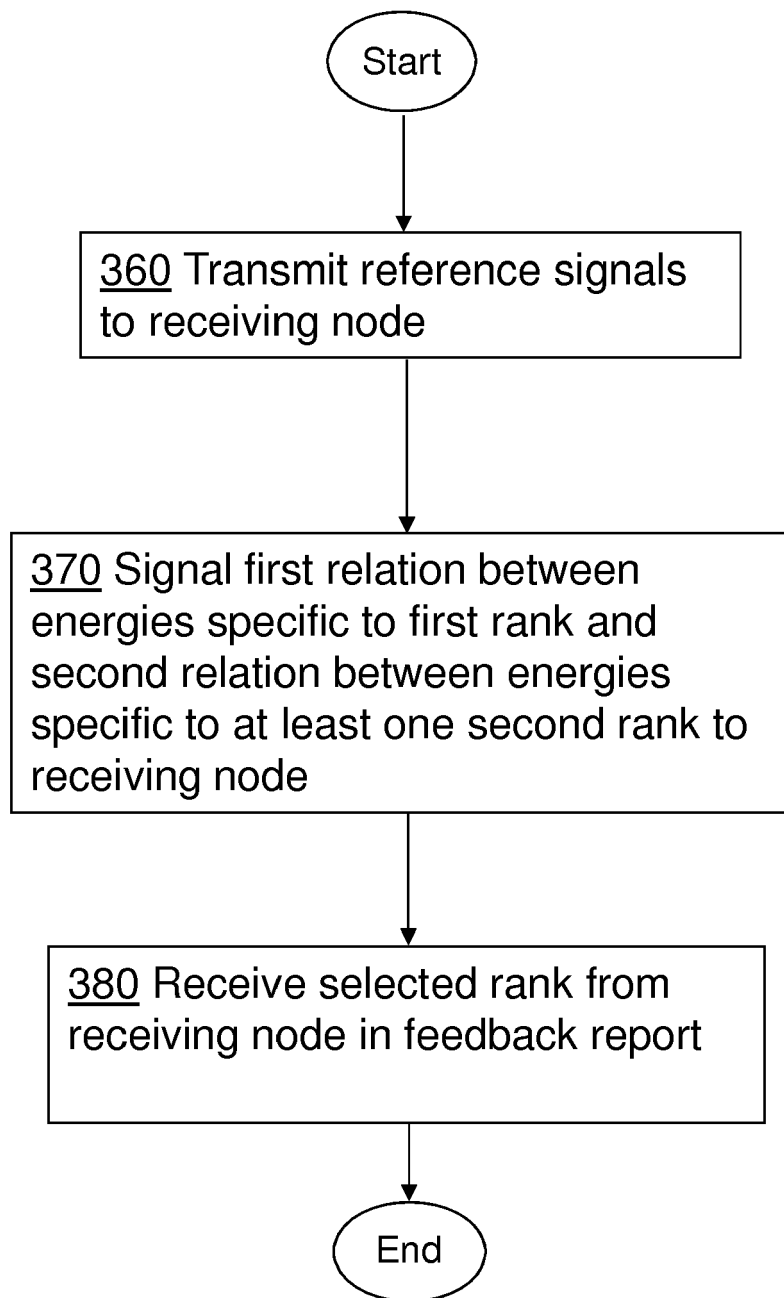 Start
360 Transmit reference signals
to receiving node
370 Signal first relation between
energies specific to first rank and
second relation between energies
specific to at least one second rank to
receiving node
380 Receive selected rank from
receiving node in feedback report
End